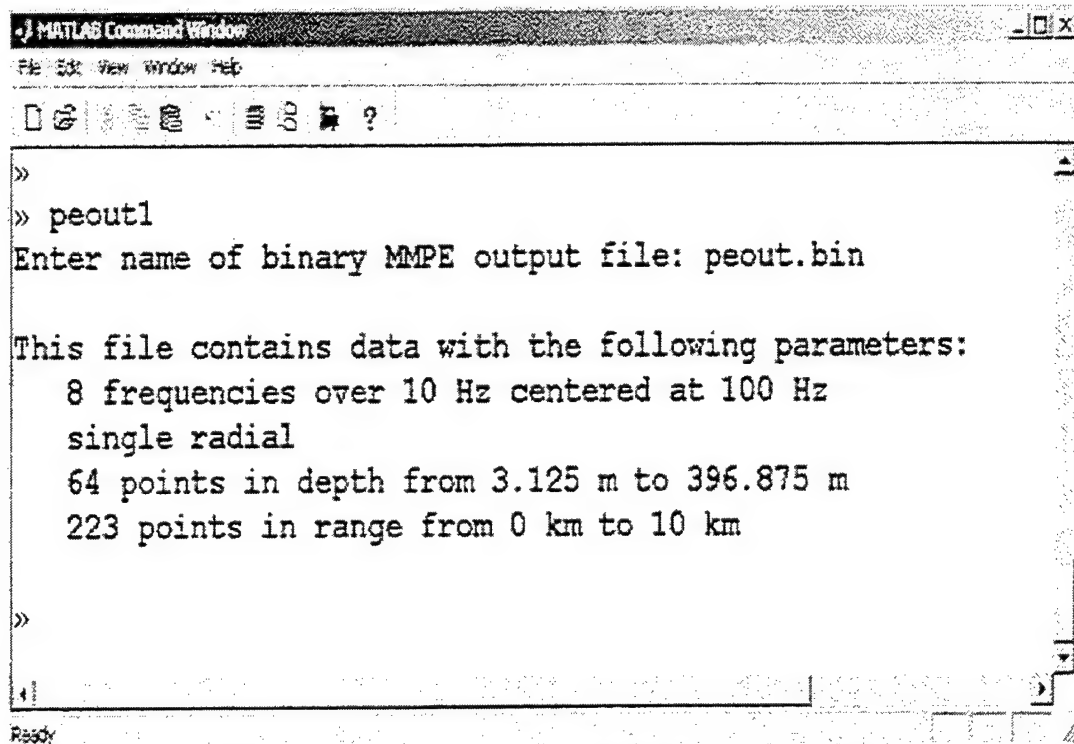 MATLAB Command Window
File Edit View Window Help
?
»
» peout1
Enter name of binary MMPE output file: peout.bin
This file contains data with the following parameters:
8 frequencies over 10 Hz centered at 100 Hz
single radial
64 points in depth from 3.125 m to 396.875 m
223 points in range from 0 km to 10 km
»
Ready